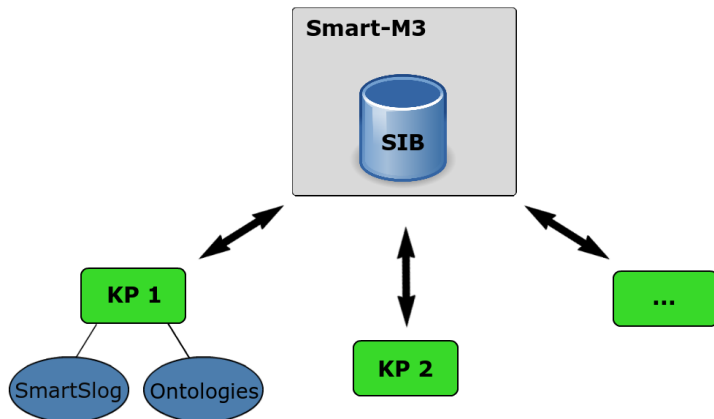 Smart-M3
SIB
KP 1
...
KP 2
SmartSlog
Ontologies